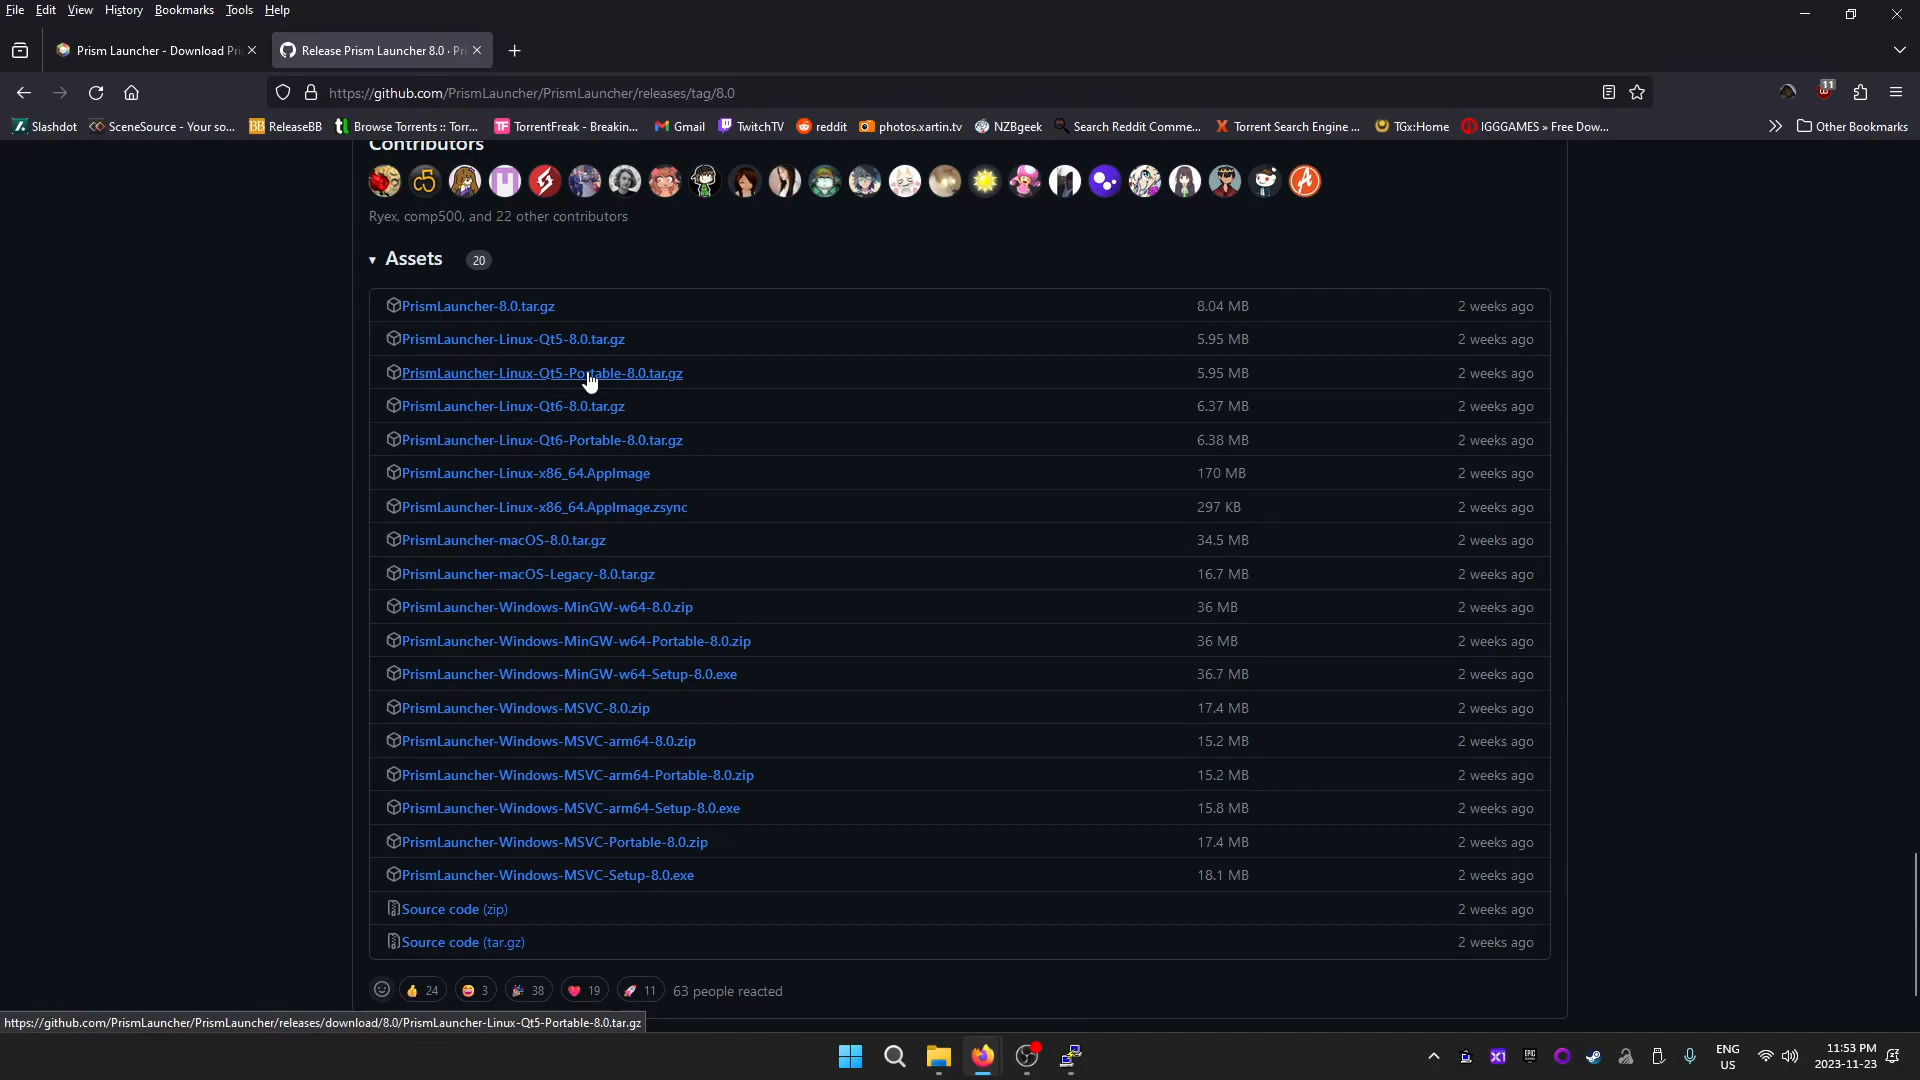 File Edit View History Bookmarks Tools Help
Prism Launcher - Download Pri
Release Prism Launcher 8.0 · Pri
https://github.com/PrismLauncher/PrismLauncher/releases/tag/8.0
11
Slashdot SceneSource - Your so... ReleaseBB Browse Torrents :: Torr... TorrentFreak - Breakin... Gmail TwitchTV reddit photos.xartin.tv NZBgeek Search Reddit Comme... Torrent Search Engine ... TGx:Home IGGGAMES » Free Dow... Other Bookmarks
Contributors
Ryex, comp500, and 22 other contributors
Assets 20
PrismLauncher-8.0.tar.gz 8.04 MB 2 weeks ago
PrismLauncher-Linux-Qt5-8.0.tar.gz 5.95 MB 2 weeks ago
PrismLauncher-Linux-Qt5-Portable-8.0.tar.gz 5.95 MB 2 weeks ago
PrismLauncher-Linux-Qt6-8.0.tar.gz 6.37 MB 2 weeks ago
PrismLauncher-Linux-Qt6-Portable-8.0.tar.gz 6.38 MB 2 weeks ago
PrismLauncher-Linux-x86_64.AppImage 170 MB 2 weeks ago
PrismLauncher-Linux-x86_64.AppImage.zsync 297 KB 2 weeks ago
PrismLauncher-macOS-8.0.tar.gz 34.5 MB 2 weeks ago
PrismLauncher-macOS-Legacy-8.0.tar.gz 16.7 MB 2 weeks ago
PrismLauncher-Windows-MinGW-w64-8.0.zip 36 MB 2 weeks ago
PrismLauncher-Windows-MinGW-w64-Portable-8.0.zip 36 MB 2 weeks ago
PrismLauncher-Windows-MinGW-w64-Setup-8.0.exe 36.7 MB 2 weeks ago
PrismLauncher-Windows-MSVC-8.0.zip 17.4 MB 2 weeks ago
PrismLauncher-Windows-MSVC-arm64-8.0.zip 15.2 MB 2 weeks ago
PrismLauncher-Windows-MSVC-arm64-Portable-8.0.zip 15.2 MB 2 weeks ago
PrismLauncher-Windows-MSVC-arm64-Setup-8.0.exe 15.8 MB 2 weeks ago
PrismLauncher-Windows-MSVC-Portable-8.0.zip 17.4 MB 2 weeks ago
PrismLauncher-Windows-MSVC-Setup-8.0.exe 18.1 MB 2 weeks ago
Source code (zip) 2 weeks ago
Source code (tar.gz) 2 weeks ago
24 3 38 19 11 63 people reacted
https://github.com/PrismLauncher/PrismLauncher/releases/download/8.0/PrismLauncher-Linux-Qt5-Portable-8.0.tar.gz
ENG 11:53 PM
US 2023-11-23